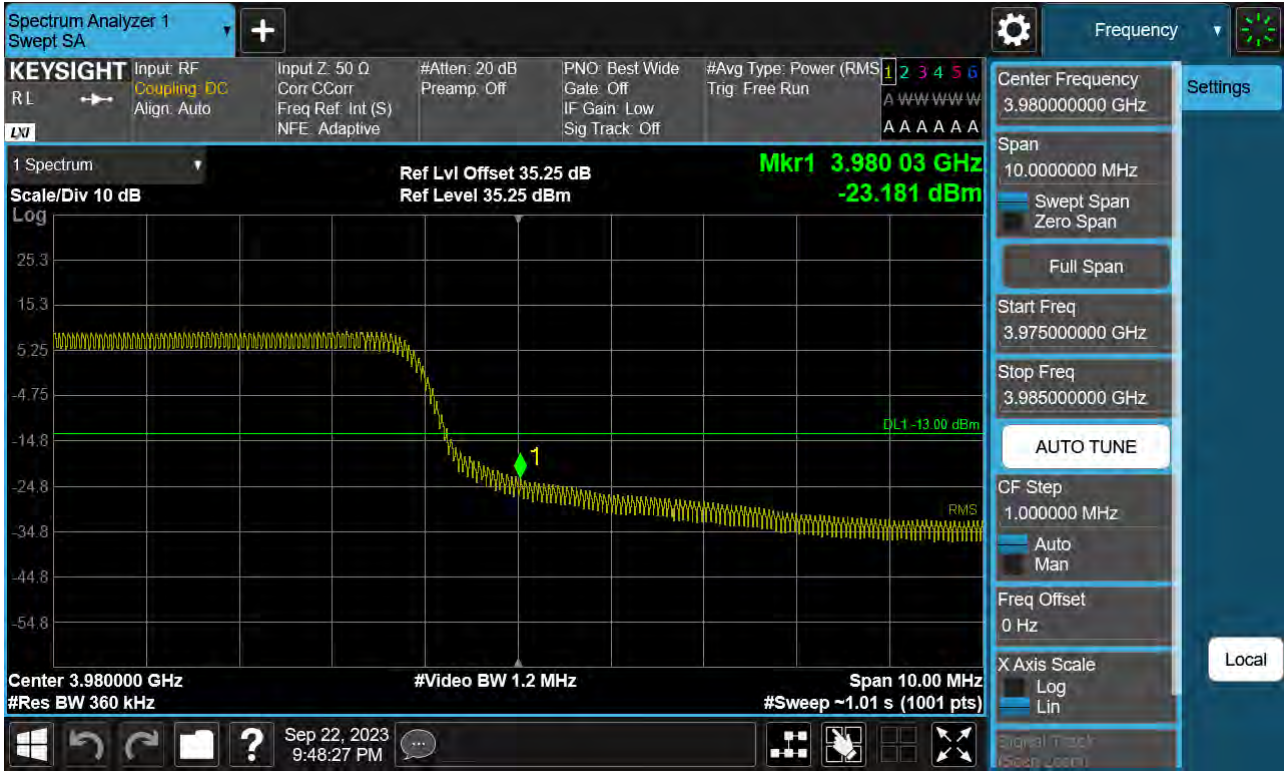 Spectrum Analyzer 1
Swept SA
Frequency
KEYSIGHT
R L
LXI
Input: RF
Coupling: DC
Align: Auto
Input Z: 50 Ω
Corr CCorr
Freq Ref: Int (S)
NFE: Adaptive
#Atten: 20 dB
Preamp: Off
PNO: Best Wide
Gate: Off
IF Gain: Low
Sig Track: Off
#Avg Type: Power (RMS
Trig: Free Run
1 2 3 4 5 6
A W W W W W
A A A A A A
1 Spectrum
Scale/Div 10 dB
Log
Ref Lvl Offset 35.25 dB
Ref Level 35.25 dBm
Mkr1 3.980 03 GHz
-23.181 dBm
25.3
15.3
5.25
-4.75
-14.8
-24.8
-34.8
-44.8
-54.8
DL1 -13.00 dBm
1
RMS
Center 3.980000 GHz
#Res BW 360 kHz
#Video BW 1.2 MHz
Span 10.00 MHz
#Sweep ~1.01 s (1001 pts)
Center Frequency
3.980000000 GHz
Settings
Span
10.0000000 MHz
Swept Span
Zero Span
Full Span
Start Freq
3.975000000 GHz
Stop Freq
3.985000000 GHz
AUTO TUNE
CF Step
1.000000 MHz
Auto
Man
Freq Offset
0 Hz
X Axis Scale
Log
Lin
Signal Track
(Span Zoom)
Local
?
Sep 22, 2023
9:48:27 PM